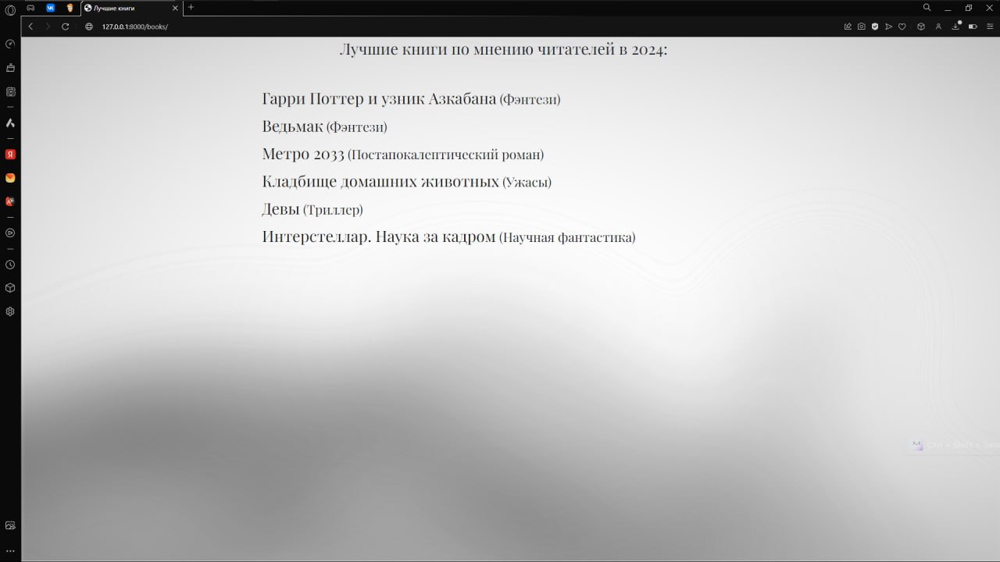 Лучшие книги
127.0.0.1:8000/books/
Лучшие книги по мнению читателей в 2024:
Гарри Поттер и узник Азкабана (Фэнтези)
Ведьмак (Фэнтези)
Метро 2033 (Постапокалептический роман)
Кладбище домашних животных (Ужасы)
Девы (Триллер)
Интерстеллар. Наука за кадром (Научная фантастика)
Ctrl + Shift +